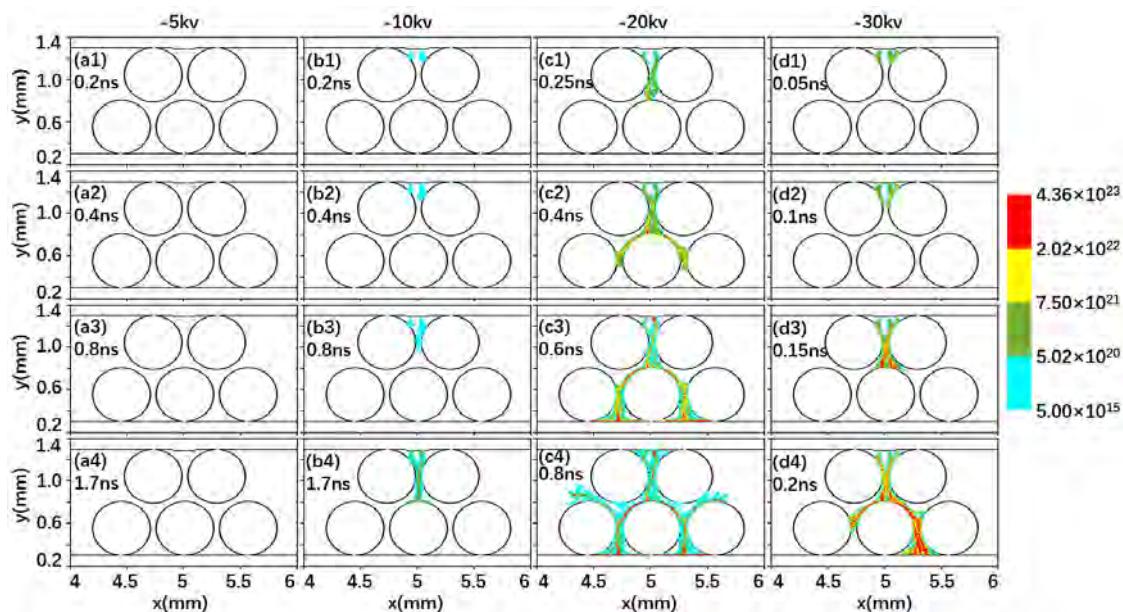 -5kv -10kv -20kv -30kv
1.4 (a1) (b1) (c1) (d1)
0.2ns 0.2ns 0.25ns 0.05ns
y(mm) 1.0
0.6
0.2
1.4 (a2) (b2) (c2) (d2)
0.4ns 0.4ns 0.4ns 0.1ns
y(mm) 1.0
0.6
0.2
1.4 (a3) (b3) (c3) (d3)
0.8ns 0.8ns 0.6ns 0.15ns
y(mm) 1.0
0.6
0.2
1.4 (a4) (b4) (c4) (d4)
1.7ns 1.7ns 0.8ns 0.2ns
y(mm) 1.0
0.6
0.2
4 4.5 5 5.5 6 4 4.5 5 5.5 6 4 4.5 5 5.5 6 4 4.5 5 5.5 6
x(mm) x(mm) x(mm) x(mm)
4.36×10²³
2.02×10²²
7.50×10²¹
5.02×10²⁰
5.00×10¹⁵